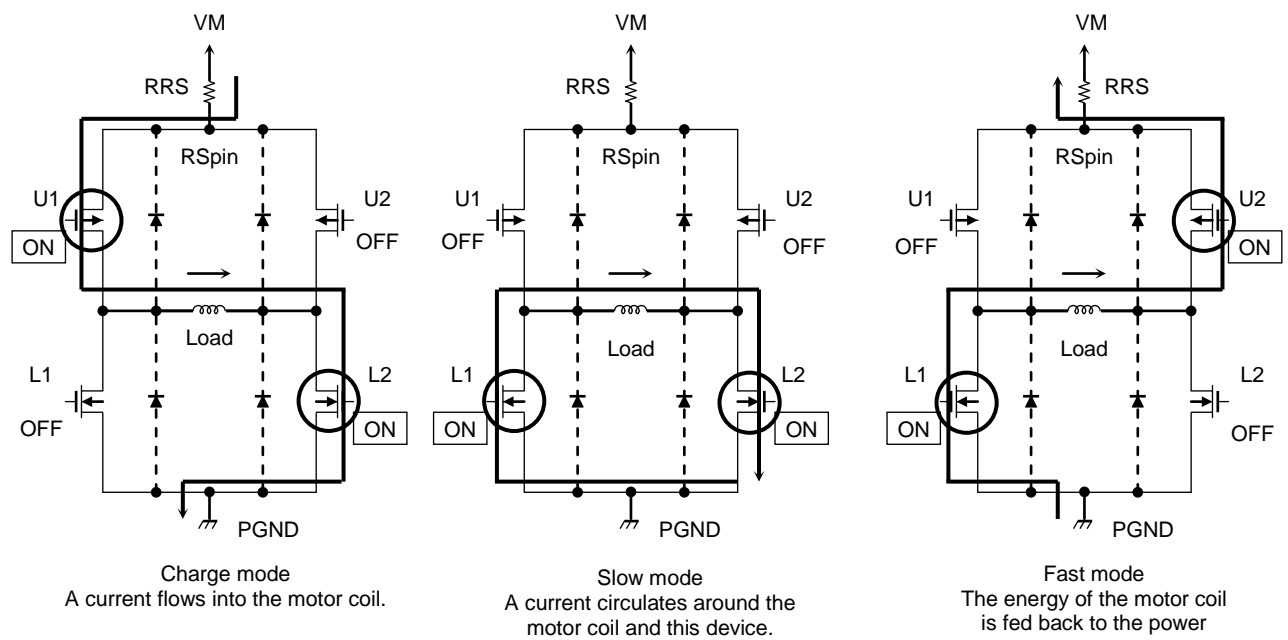 VM
RRS
RSpin
U1
U2
ON
OFF
Load
L1
L2
OFF
ON
PGND
Charge mode
A current flows into the motor coil.
VM
RRS
RSpin
U1
U2
OFF
OFF
Load
L1
L2
ON
ON
PGND
Slow mode
A current circulates around the
motor coil and this device.
VM
RRS
RSpin
U1
U2
OFF
ON
Load
L1
L2
ON
OFF
PGND
Fast mode
The energy of the motor coil
is fed back to the power